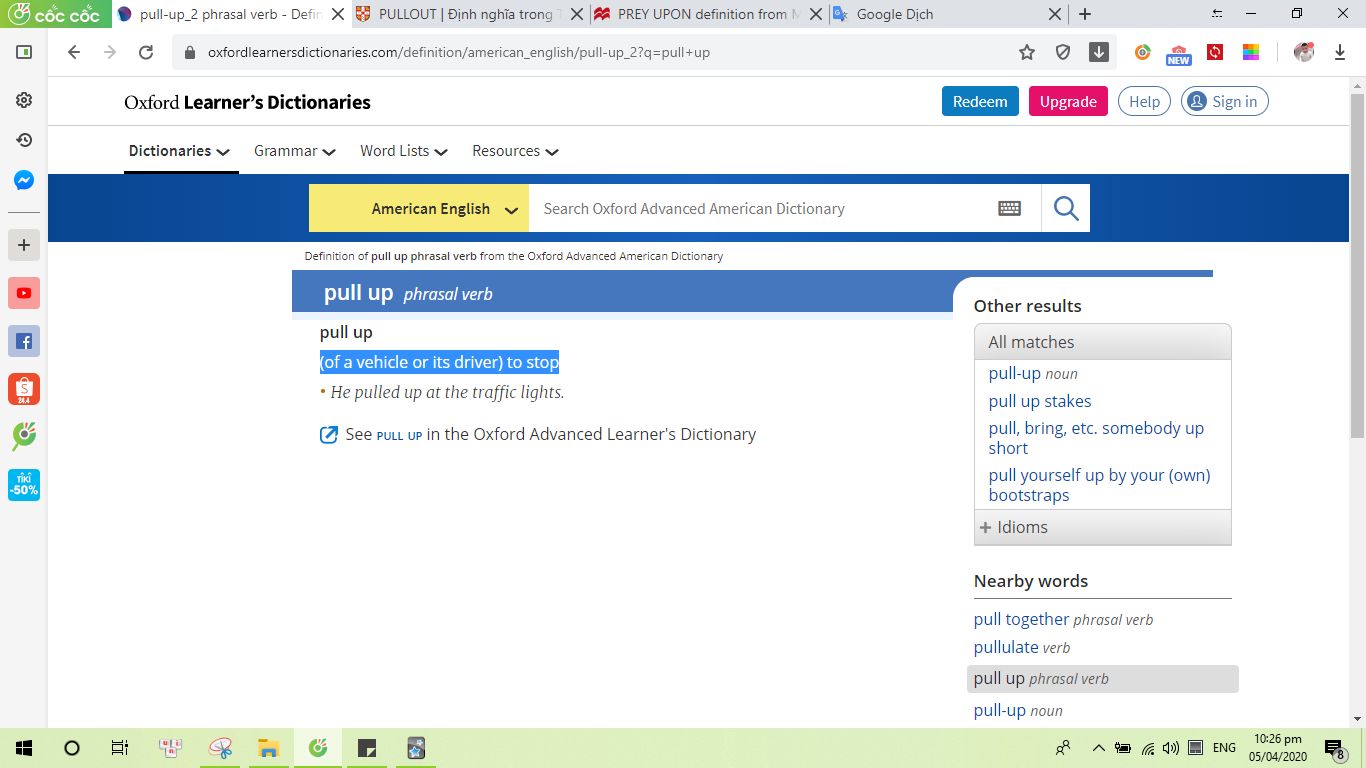 cốc cốc
pull-up_2 phrasal verb - Defin
PULLOUT | Định nghĩa trong T
PREY UPON definition from M
Google Dịch
oxfordlearnersdictionaries.com/definition/american_english/pull-up_2?q=pull+up
NEW
Oxford Learner's Dictionaries
Redeem
Upgrade
Help
Sign in
Dictionaries
Grammar
Word Lists
Resources
American English
Search Oxford Advanced American Dictionary
Definition of pull up phrasal verb from the Oxford Advanced American Dictionary
pull up phrasal verb
pull up
(of a vehicle or its driver) to stop
• He pulled up at the traffic lights.
See PULL UP in the Oxford Advanced Learner's Dictionary
Other results
All matches
pull-up noun
pull up stakes
pull, bring, etc. somebody up
short
pull yourself up by your (own)
bootstraps
+ Idioms
Nearby words
pull together phrasal verb
pullulate verb
pull up phrasal verb
pull-up noun
24.4
TIKI
-50%
ENG
10:26 pm
05/04/2020
8